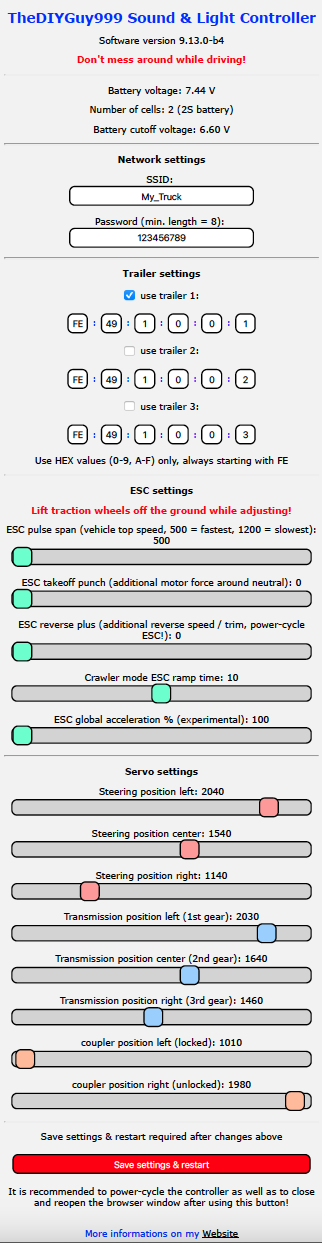 TheDIYGuy999 Sound & Light Controller
Software version 9.13.0-b4
Don't mess around while driving!
Battery voltage: 7.44 V
Number of cells: 2 (2S battery)
Battery cutoff voltage: 6.60 V
Network settings
SSID:
My_Truck
Password (min. length = 8):
123456789
Trailer settings
use trailer 1:
FE : 49 : 1 : 0 : 0 : 1
use trailer 2:
FE : 49 : 1 : 0 : 0 : 2
use trailer 3:
FE : 49 : 1 : 0 : 0 : 3
Use HEX values (0-9, A-F) only, always starting with FE
ESC settings
Lift traction wheels off the ground while adjusting!
ESC pulse span (vehicle top speed, 500 = fastest, 1200 = slowest):
500
ESC takeoff punch (additional motor force around neutral): 0
ESC reverse plus (additional reverse speed / trim, power-cycle
ESC!): 0
Crawler mode ESC ramp time: 10
ESC global acceleration % (experimental): 100
Servo settings
Steering position left: 2040
Steering position center: 1540
Steering position right: 1140
Transmission position left (1st gear): 2030
Transmission position center (2nd gear): 1640
Transmission position right (3rd gear): 1460
coupler position left (locked): 1010
coupler position right (unlocked): 1980
Save settings & restart required after changes above
Save settings & restart
It is recommended to power-cycle the controller as well as to close
and reopen the browser window after using this button!
More informations on my Website